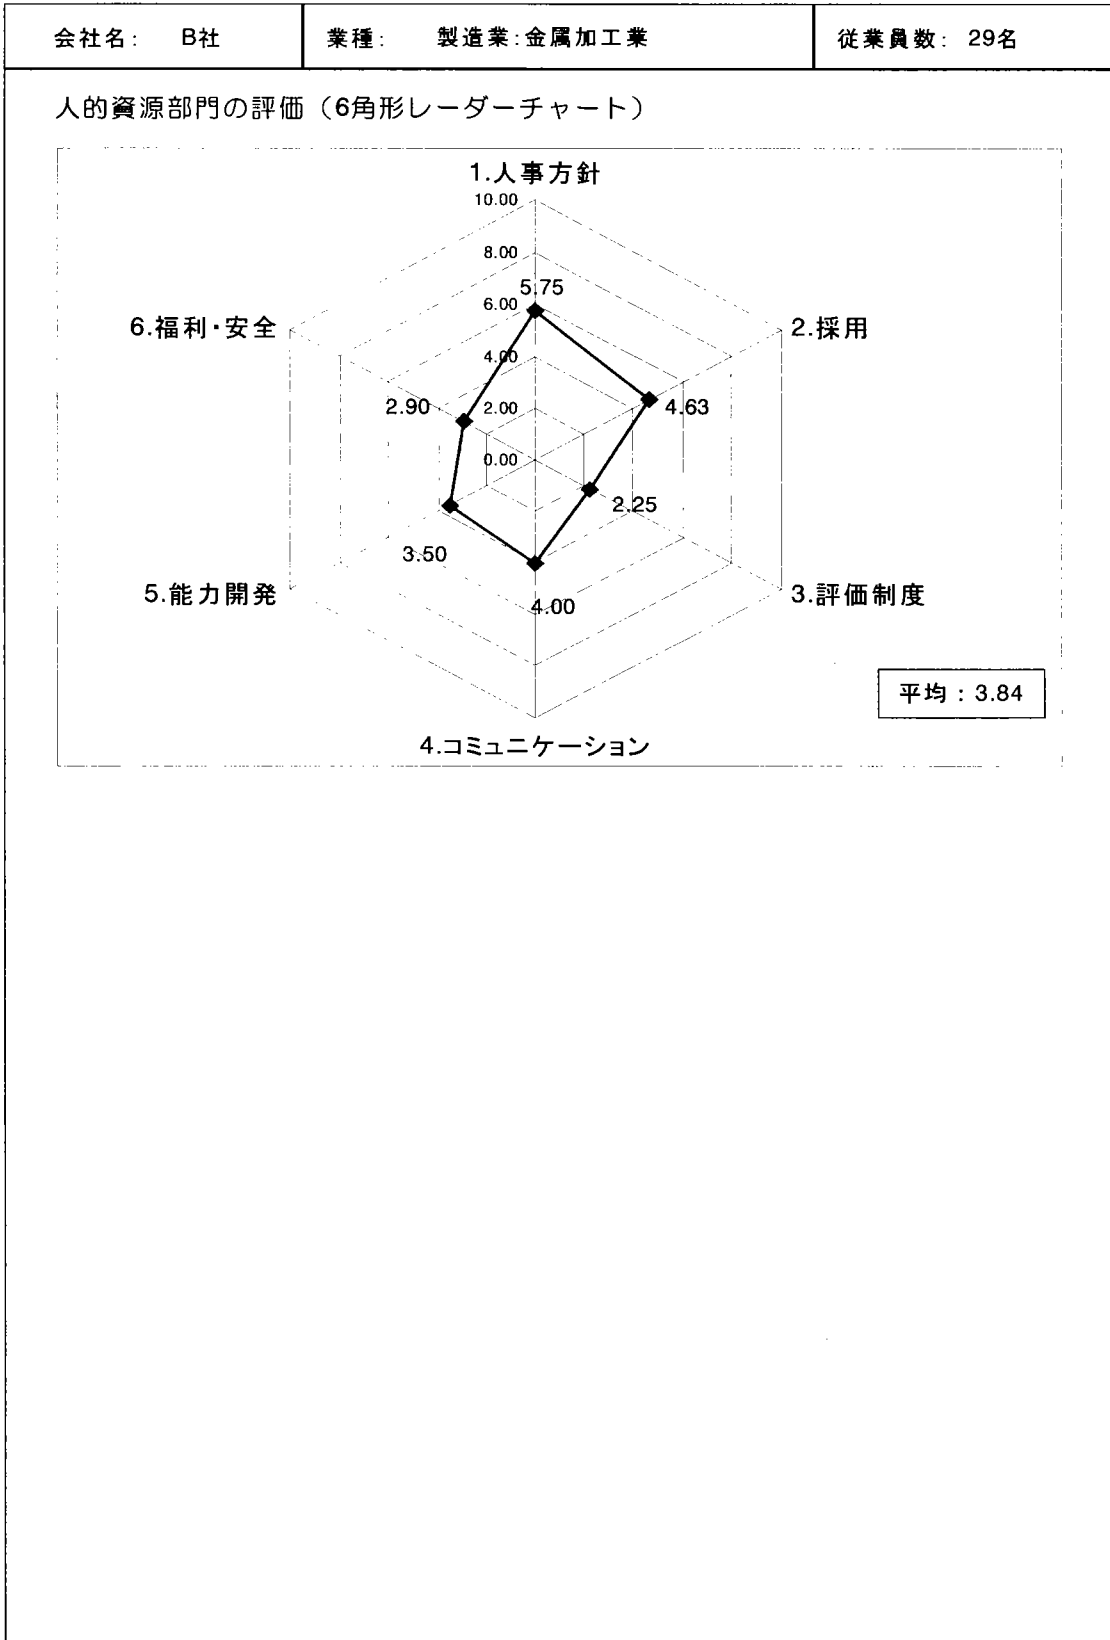 会社名： B社 業種： 製造業：金属加工業 従業員数： 29名
人的資源部門の評価（6角形レーダーチャート）
1.人事方針
10.00
8.00
5.75
6.00
6.福利・安全
2.採用
4.00
2.90
2.00
4.63
0.00
2.25
3.50
5.能力開発
4.00
3.評価制度
平均：3.84
4.コミュニケーション